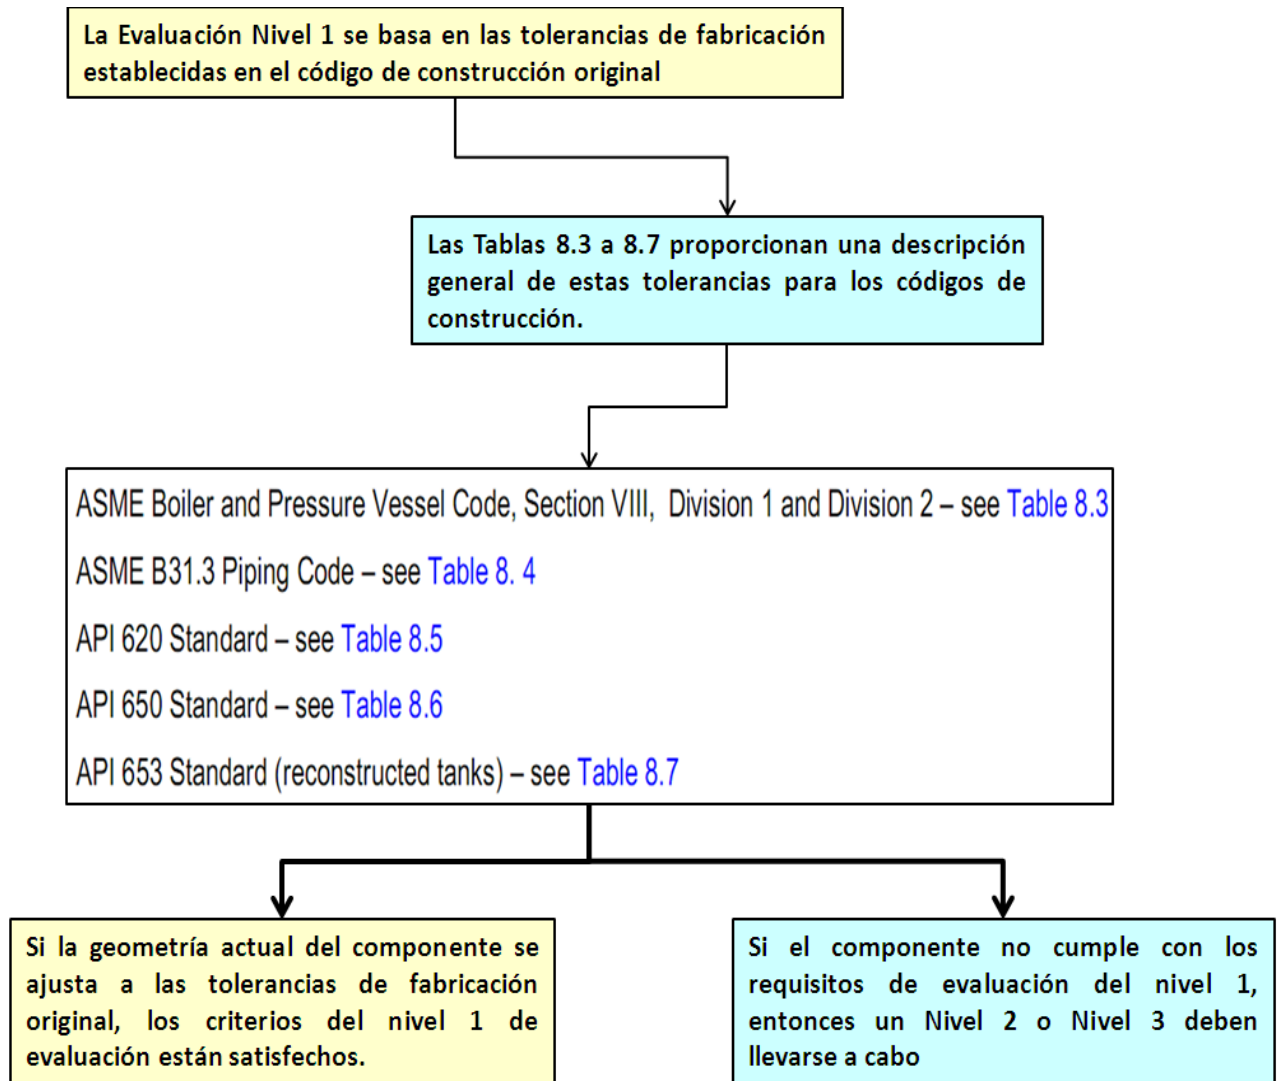 La Evaluación Nivel 1 se basa en las tolerancias de fabricación
establecidas en el código de construcción original
Las Tablas 8.3 a 8.7 proporcionan una descripción
general de estas tolerancias para los códigos de
construcción.
ASME Boiler and Pressure Vessel Code, Section VIII, Division 1 and Division 2 – see Table 8.3
ASME B31.3 Piping Code – see Table 8. 4
API 620 Standard – see Table 8.5
API 650 Standard – see Table 8.6
API 653 Standard (reconstructed tanks) – see Table 8.7
Si la geometría actual del componente se
ajusta a las tolerancias de fabricación
original, los criterios del nivel 1 de
evaluación están satisfechos.
Si el componente no cumple con los
requisitos de evaluación del nivel 1,
entonces un Nivel 2 o Nivel 3 deben
llevarse a cabo